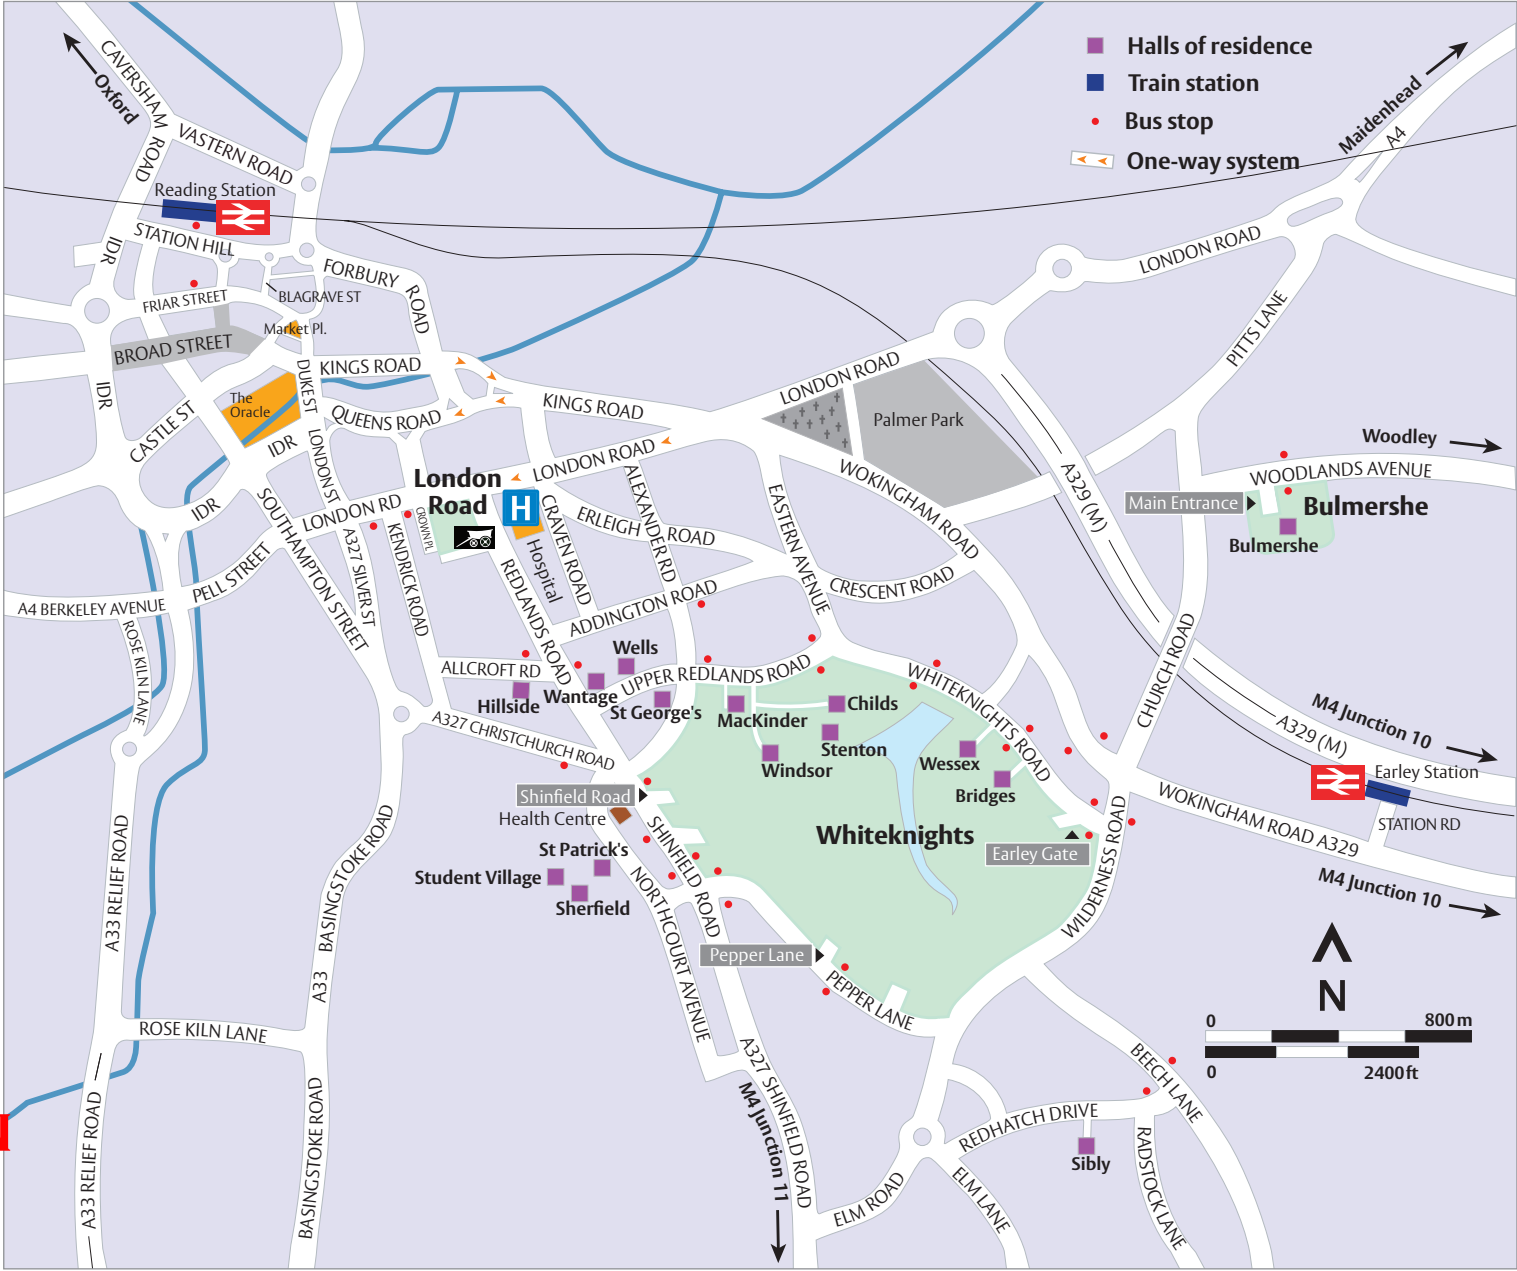 Halls of residence
Train station
Bus stop
One-way system
CAVERSHAM
ROAD
Oxford
VASTERN ROAD
Reading Station
STATION HILL
IDR
FORBURY
ROAD
FRIAR STREET
BLAGRAVE ST
Market Pl.
BROAD STREET
KINGS ROAD
DUKE ST
The
Oracle
QUEENS ROAD
CASTLE ST
IDR
IDR
IDR
KINGS ROAD
LONDON ROAD
LONDON ROAD
LONDON ROAD
Palmer Park
PITTS LANE
Maidenhead
A4
Woodley
WOODLANDS AVENUE
Main Entrance
Bulmershe
Bulmershe
A329 (M)
WOKINGHAM ROAD
London
Road
H
Hospital
LONDON ST
LONDON RD
CROWN PL
SOUTHAMPTON STREET
A327 SILVER ST
KENDRICK ROAD
PELL STREET
A4 BERKELEY AVENUE
ROSE KILN LANE
CRAVEN ROAD
ERLEIGH ROAD
ALEXANDER RD
EASTERN AVENUE
CRESCENT ROAD
ADDINGTON ROAD
REDLANDS ROAD
ALLCROFT RD
UPPER REDLANDS ROAD
WHITEKNIGHTS ROAD
CHURCH ROAD
Wells
Wantage
Hillside
St George's
MacKinder
Childs
Stenton
Windsor
Wessex
Bridges
A327 CHRISTCHURCH ROAD
M4 Junction 10
A329 (M)
Earley Station
STATION RD
WOKINGHAM ROAD A329
M4 Junction 10
Shinfield Road
Health Centre
Whiteknights
Earley Gate
St Patrick's
Student Village
Sherfield
SHINFIELD ROAD
NORTHCOURT AVENUE
WILDERNESS ROAD
A33 RELIEF ROAD
A33 BASINGSTOKE ROAD
Pepper Lane
PEPPER LANE
N
0 800 m
0 2400 ft
ROSE KILN LANE
A33 RELIEF ROAD
BASINGSTOKE ROAD
A327 SHINFIELD ROAD
M4 Junction 11
BEECH LANE
REDHATCH DRIVE
RADSTOCK LANE
Sibly
ELM ROAD
ELM LANE